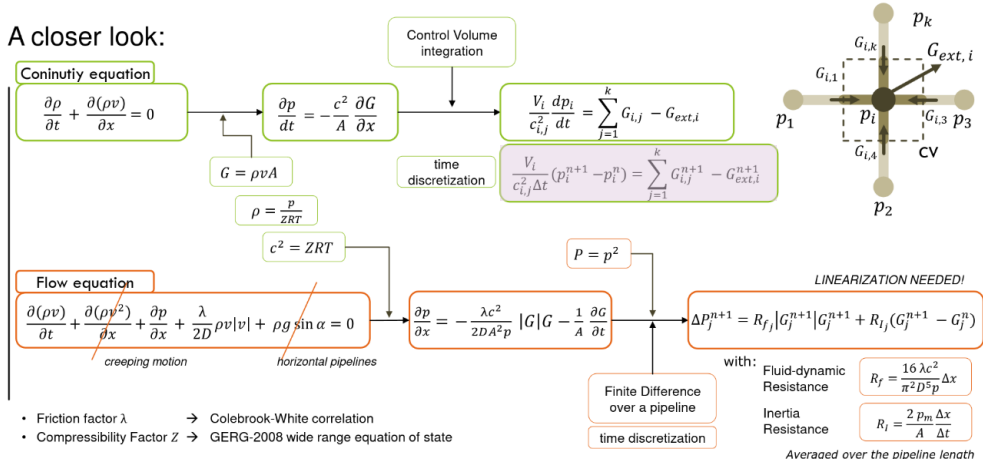 A closer look:
Coninutiy equation
∂ρ/∂t + ∂(ρv)/∂x = 0
G = ρvA
ρ = p/ZRT
c² = ZRT
∂p/dt = −c²/A ∂G/∂x
Control Volume
integration
V_i/c²_{i,j} dp_i/dt = ∑_{j=1}^{k} G_{i,j} − G_{ext,i}
time
discretization
V_i/(c²_{i,j}Δt) (p_i^{n+1} − p_i^n) = ∑_{j=1}^{k} G_{i,j}^{n+1} − G_{ext,i}^{n+1}
p_k
G_{i,k}
G_{ext,i}
G_{i,1}
p_1
p_i
G_{i,3}
p_3
G_{i,4}
CV
p_2
Flow equation
∂(ρv)/∂t + ∂(ρv²)/∂x + ∂p/∂x + λ/2D ρv|v| + ρg sin α = 0
creeping motion
horizontal pipelines
∂p/∂x = − λc²/(2DA²p) |G|G − 1/A ∂G/∂t
P = p²
Finite Difference
over a pipeline
time discretization
LINEARIZATION NEEDED!
ΔP_j^{n+1} = R_{fj}|G_j^{n+1}|G_j^{n+1} + R_{Ij}(G_j^{n+1} − G_j^n)
with:
Fluid-dynamic
Resistance
R_f = 16 λc²/(π²D⁵p) Δx
Inertia
Resistance
R_I = 2 p_m/A Δx/Δt
Averaged over the pipeline length
• Friction factor λ → Colebrook-White correlation
• Compressibility Factor Z → GERG-2008 wide range equation of state